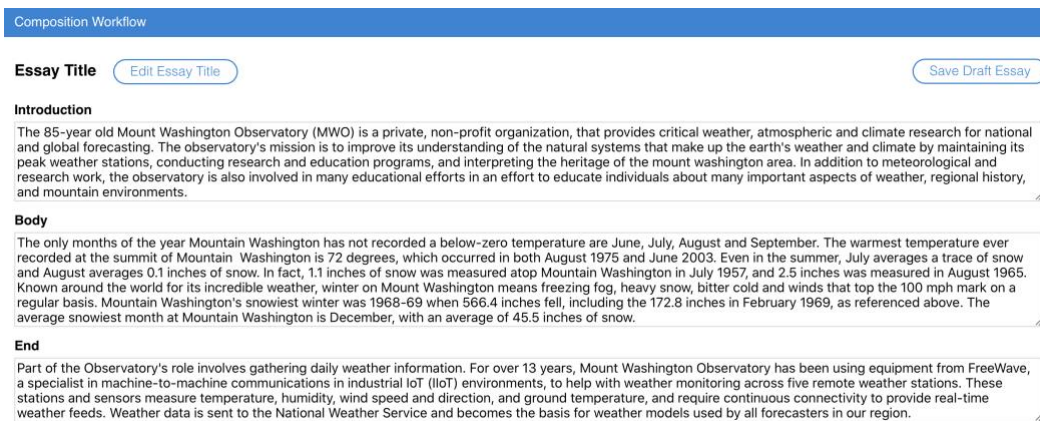 Composition Workflow
Essay Title
Edit Essay Title
Save Draft Essay
Introduction
The 85-year old Mount Washington Observatory (MWO) is a private, non-profit organization, that provides critical weather, atmospheric and climate research for national
and global forecasting. The observatory's mission is to improve its understanding of the natural systems that make up the earth's weather and climate by maintaining its
peak weather stations, conducting research and education programs, and interpreting the heritage of the mount washington area. In addition to meteorological and
research work, the observatory is also involved in many educational efforts in an effort to educate individuals about many important aspects of weather, regional history,
and mountain environments.
Body
The only months of the year Mountain Washington has not recorded a below-zero temperature are June, July, August and September. The warmest temperature ever
recorded at the summit of Mountain  Washington is 72 degrees, which occurred in both August 1975 and June 2003. Even in the summer, July averages a trace of snow
and August averages 0.1 inches of snow. In fact, 1.1 inches of snow was measured atop Mountain Washington in July 1957, and 2.5 inches was measured in August 1965.
Known around the world for its incredible weather, winter on Mount Washington means freezing fog, heavy snow, bitter cold and winds that top the 100 mph mark on a
regular basis. Mountain Washington's snowiest winter was 1968-69 when 566.4 inches fell, including the 172.8 inches in February 1969, as referenced above. The
average snowiest month at Mountain Washington is December, with an average of 45.5 inches of snow.
End
Part of the Observatory's role involves gathering daily weather information. For over 13 years, Mount Washington Observatory has been using equipment from FreeWave,
a specialist in machine-to-machine communications in industrial IoT (IIoT) environments, to help with weather monitoring across five remote weather stations. These
stations and sensors measure temperature, humidity, wind speed and direction, and ground temperature, and require continuous connectivity to provide real-time
weather feeds. Weather data is sent to the National Weather Service and becomes the basis for weather models used by all forecasters in our region.